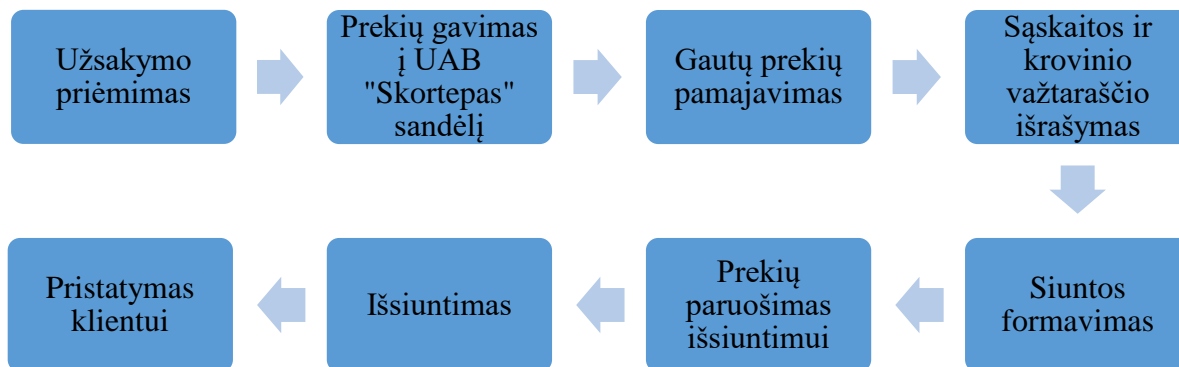 Užsakymo
priėmimas
Prekių gavimas
į UAB
"Skortepas"
sandėlį
Gautų prekių
pamajavimas
Sąskaitos ir
krovinio
važtaraščio
išrašymas
Siuntos
formavimas
Prekių
paruošimas
išsiuntimui
Išsiuntimas
Pristatymas
klientui